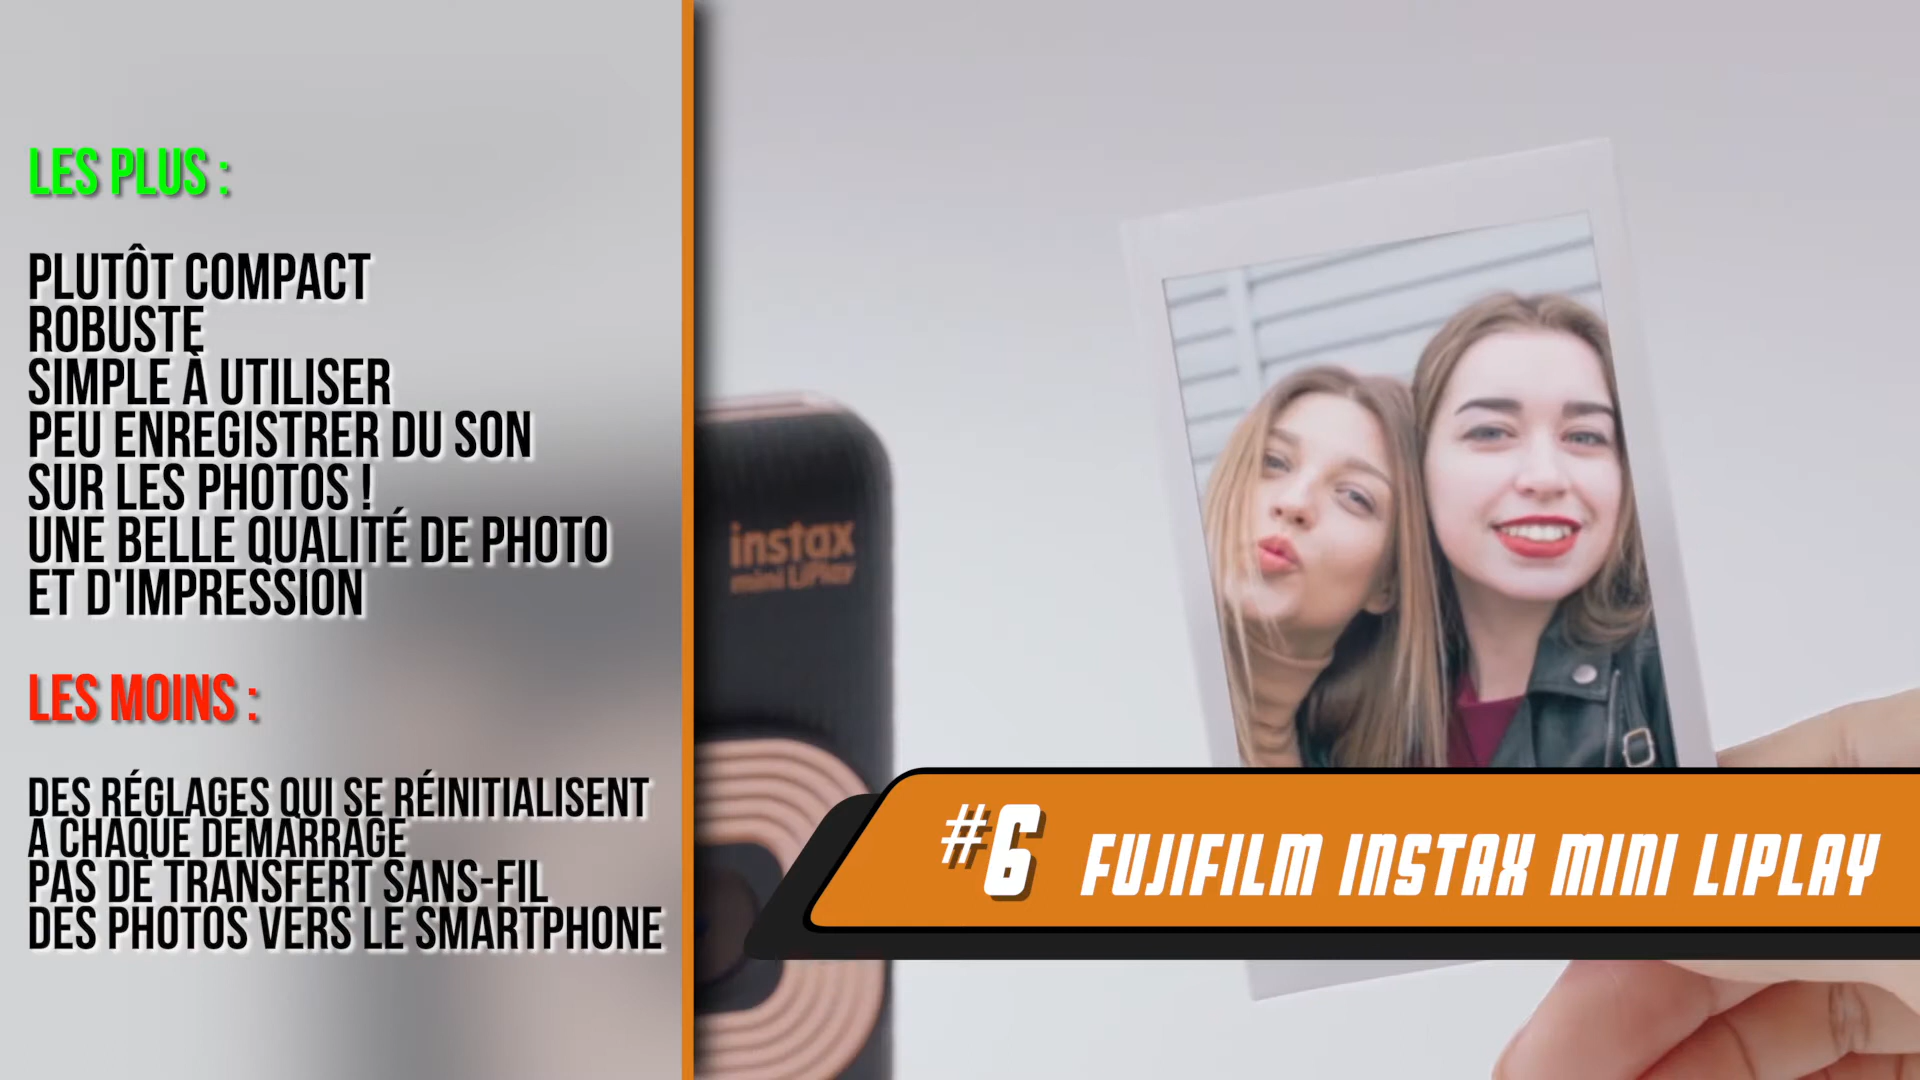 LES PLUS :
PLUTÔT COMPACT
ROBUSTE
SIMPLE À UTILISER
PEU ENREGISTRER DU SON
SUR LES PHOTOS !
UNE BELLE QUALITÉ DE PHOTO
ET D'IMPRESSION
LES MOINS :
DES RÉGLAGES QUI SE RÉINITIALISENT
À CHAQUE DÉMARRAGE
PAS DE TRANSFERT SANS-FIL
DES PHOTOS VERS LE SMARTPHONE
instax
mini LiPlay
#6 FUJIFILM INSTAX MINI LIPLAY